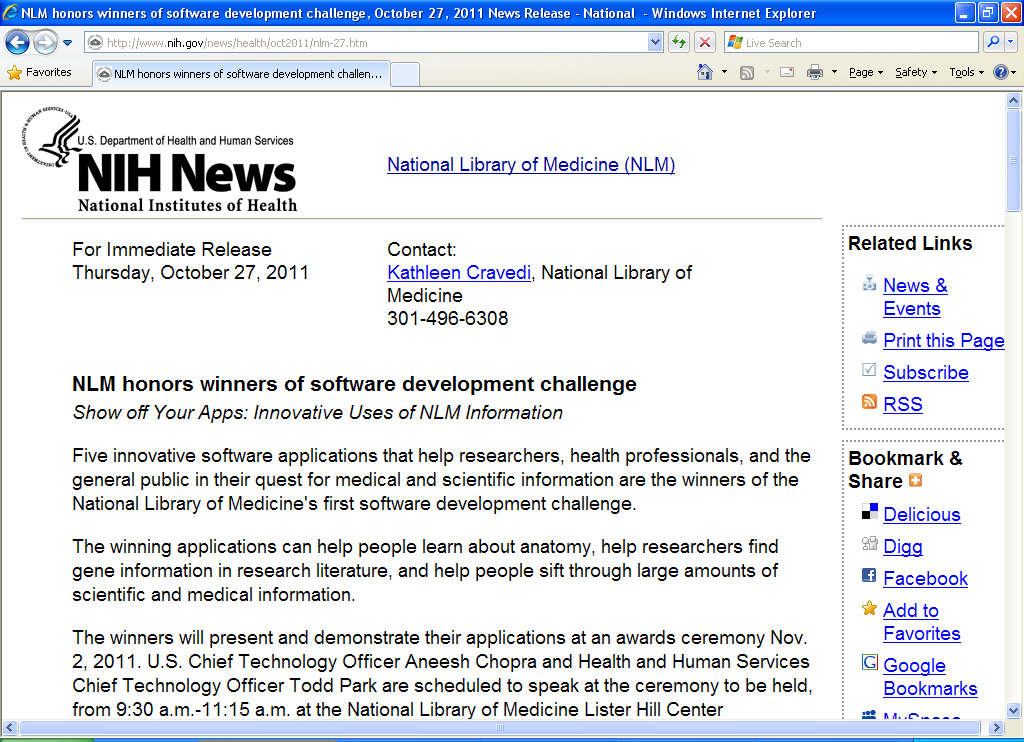 NLM honors winners of software development challenge, October 27, 2011 News Release - National - Windows Internet Explorer
http://www.nih.gov/news/health/oct2011/nlm-27.htm
Live Search
Favorites
NLM honors winners of software development challen...
Page
Safety
Tools
U.S. Department of Health and Human Services
NIH News
National Institutes of Health
National Library of Medicine (NLM)
For Immediate Release
Thursday, October 27, 2011
Contact:
Kathleen Cravedi, National Library of
Medicine
301-496-6308
NLM honors winners of software development challenge
Show off Your Apps: Innovative Uses of NLM Information
Five innovative software applications that help researchers, health professionals, and the
general public in their quest for medical and scientific information are the winners of the
National Library of Medicine's first software development challenge.
The winning applications can help people learn about anatomy, help researchers find
gene information in research literature, and help people sift through large amounts of
scientific and medical information.
The winners will present and demonstrate their applications at an awards ceremony Nov.
2, 2011. U.S. Chief Technology Officer Aneesh Chopra and Health and Human Services
Chief Technology Officer Todd Park are scheduled to speak at the ceremony to be held,
from 9:30 a.m.-11:15 a.m. at the National Library of Medicine Lister Hill Center
Related Links
News &
Events
Print this Page
Subscribe
RSS
Bookmark &
Share
Delicious
Digg
Facebook
Add to
Favorites
Google
Bookmarks
MySpace